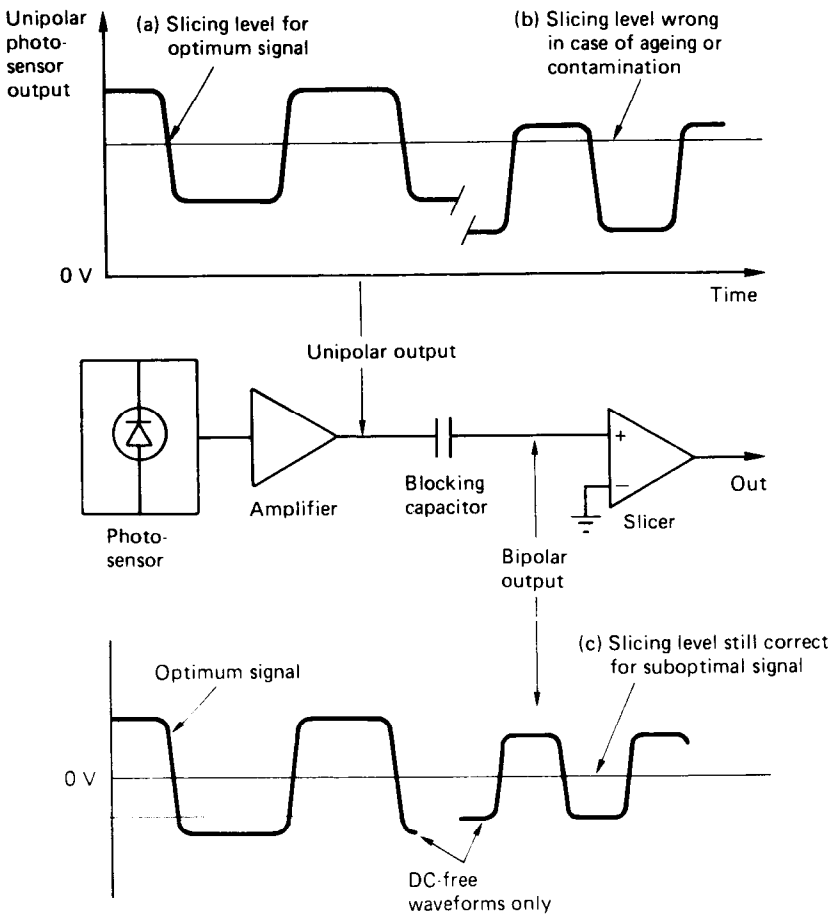 Unipolar
photo-
sensor
output
(a) Slicing level for
optimum signal
(b) Slicing level wrong
in case of ageing or
contamination
0 V
Time
Unipolar output
Photo-
sensor
Amplifier
Blocking
capacitor
+
−
Slicer
Out
Bipolar
output
Optimum signal
(c) Slicing level still correct
for suboptimal signal
0 V
DC-free
waveforms only